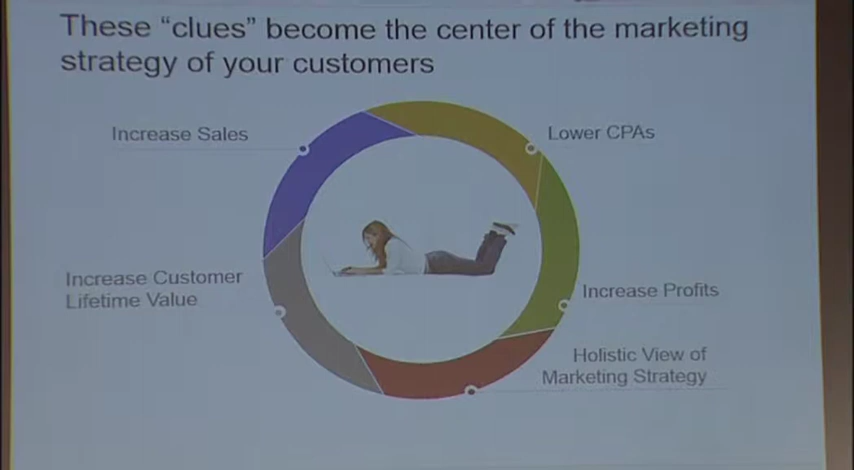 These “clues” become the center of the marketing
strategy of your customers
Increase Sales
Lower CPAs
Increase Customer
Lifetime Value
Increase Profits
Holistic View of
Marketing Strategy